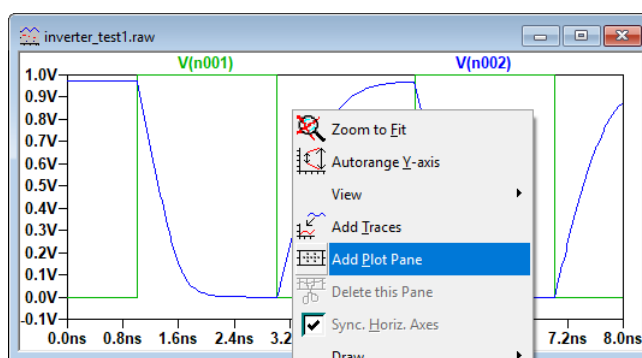 inverter_test1.raw
V(n001) V(n002)
1.0V
0.9V
0.8V
0.7V
0.6V
0.5V
0.4V
0.3V
0.2V
0.1V
0.0V
-0.1V
0.0ns 0.8ns 1.6ns 2.4ns 3.2 7.2ns 8.0ns
Zoom to Fit
Autorange Y-axis
View
Add Traces
Add Plot Pane
Delete this Pane
Sync. Horiz. Axes
Draw